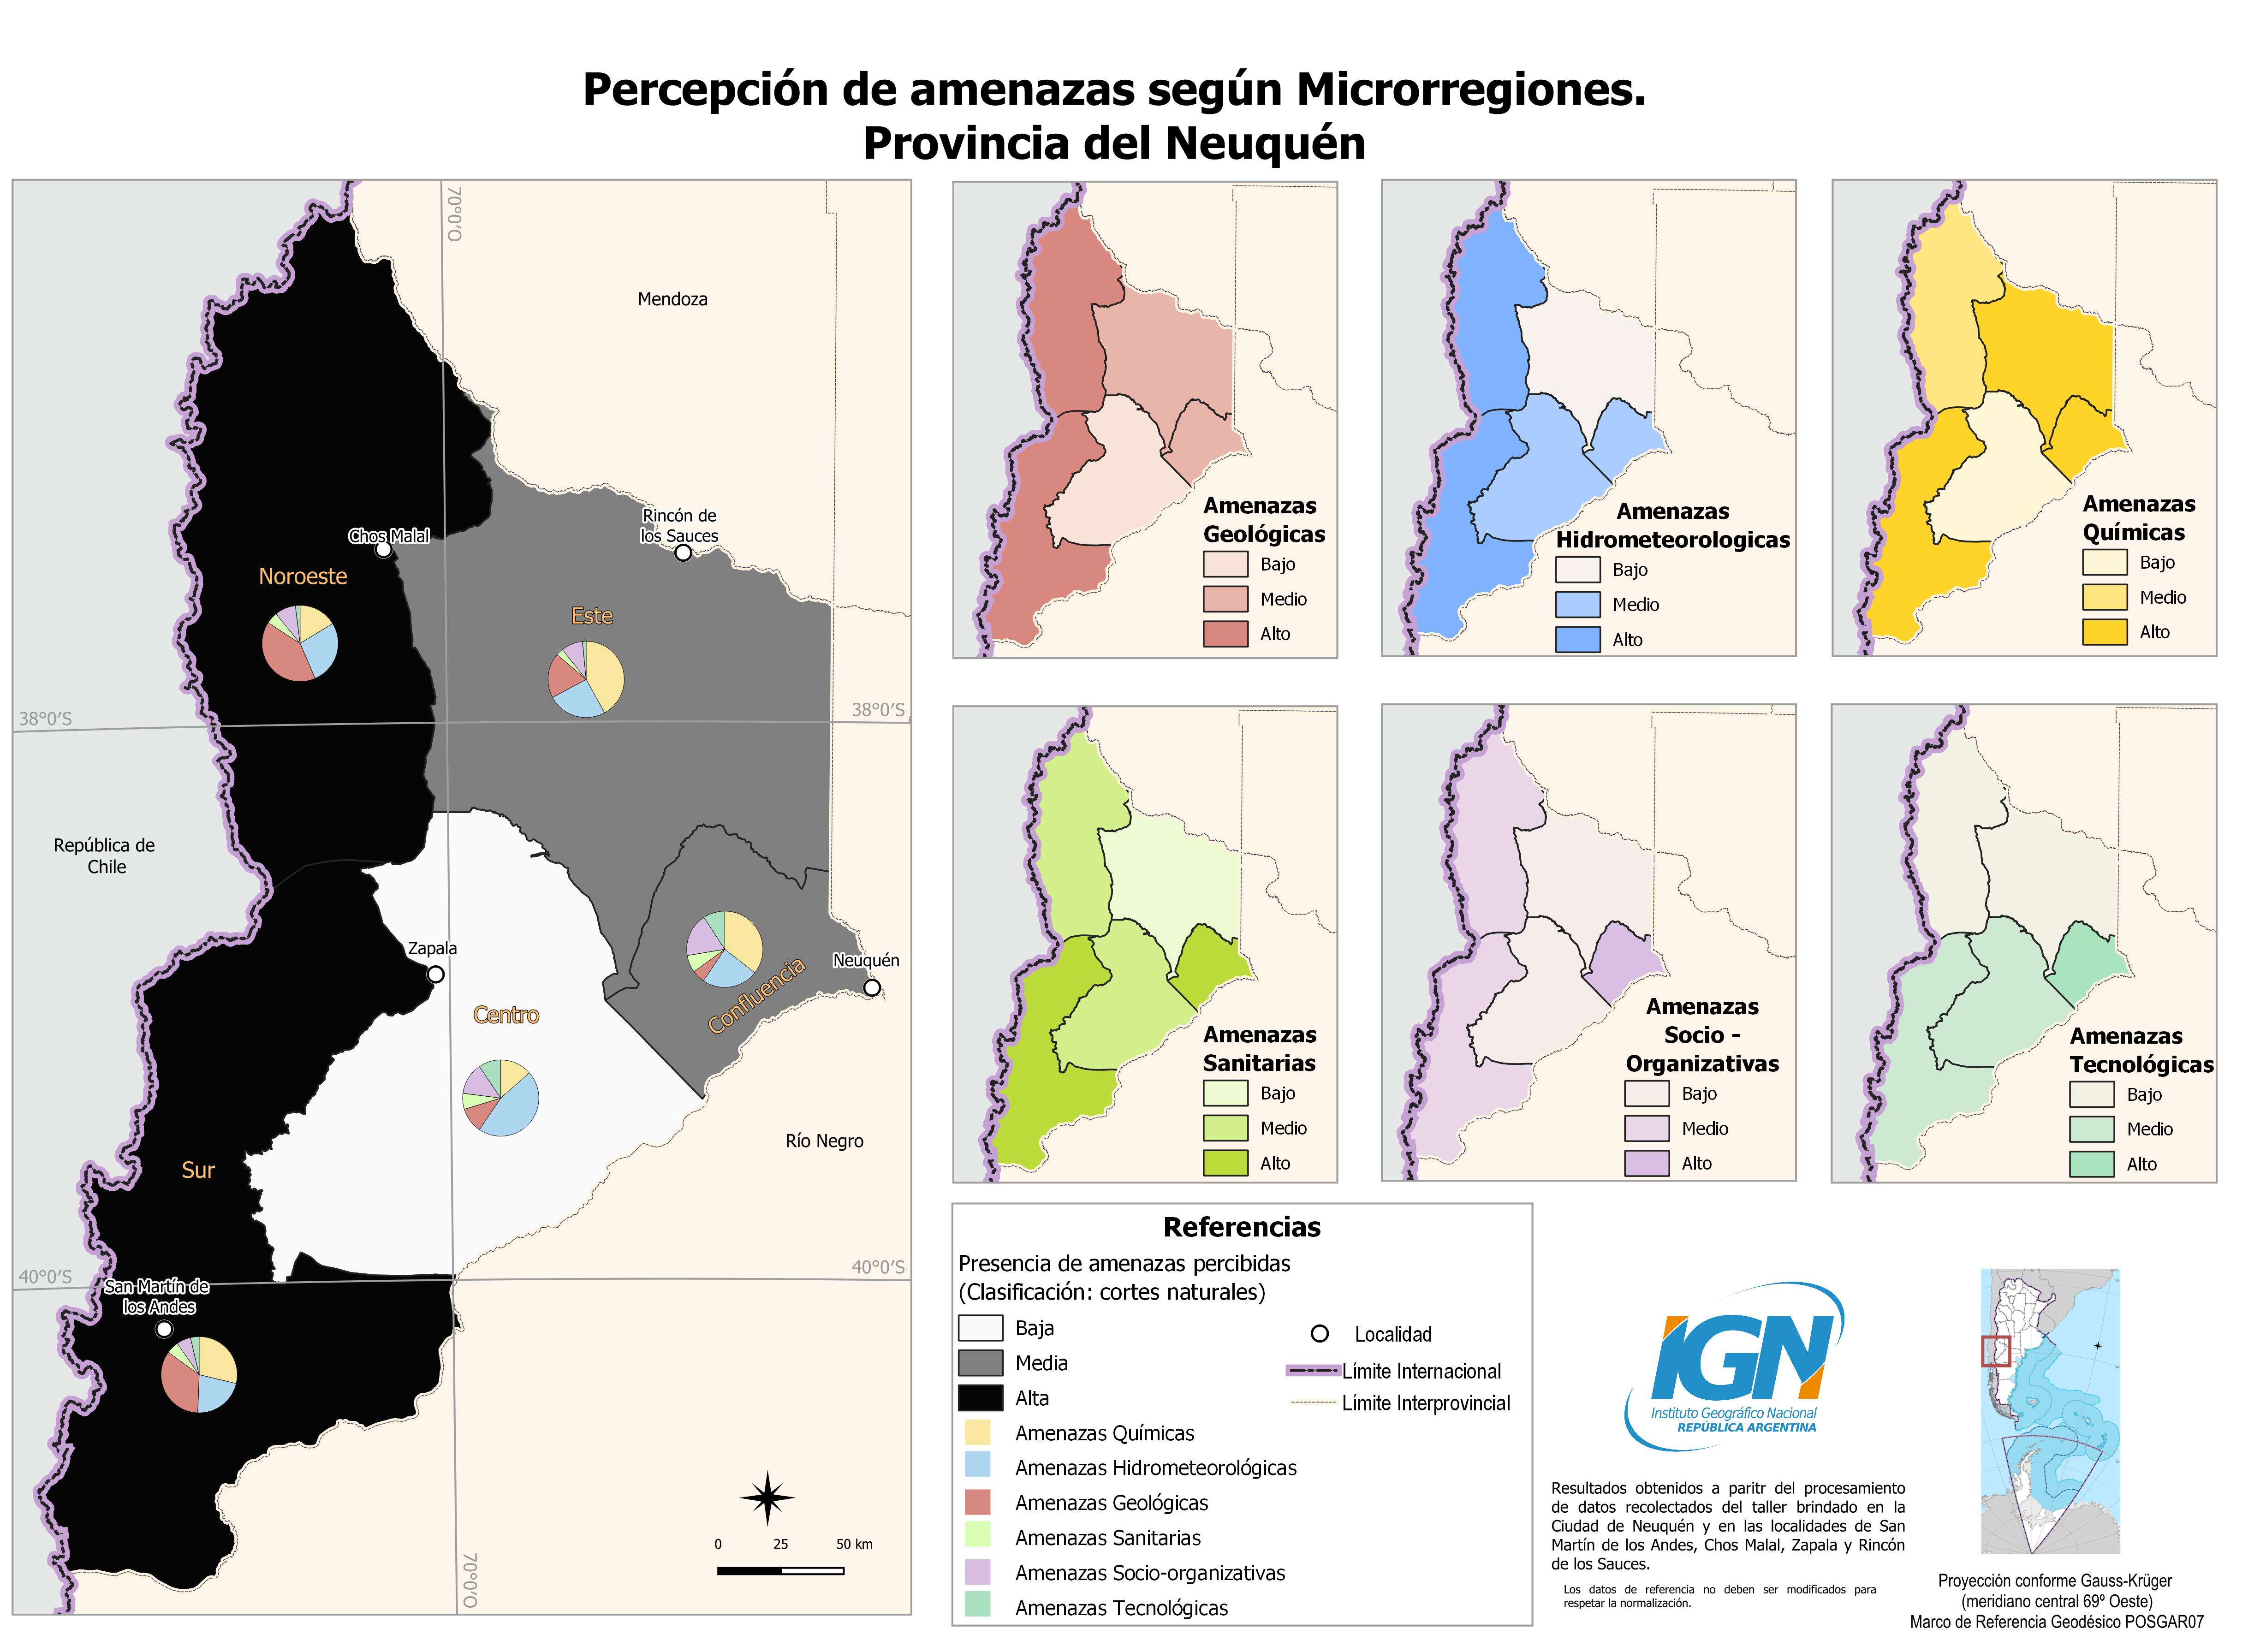 Percepción de amenazas según Microrregiones.
Provincia del Neuquén
70°0'O
Mendoza
Chos Malal
Rincón de
los Sauces
Noroeste
Este
38°0'S
38°0'S
República de
Chile
Zapala
Neuquén
Confluencia
Centro
Río Negro
Sur
40°0'S
40°0'S
San Martín de
los Andes
0 25 50 km
70°0'O
Amenazas
Geológicas
Bajo
Medio
Alto
Amenazas
Hidrometeorologicas
Bajo
Medio
Alto
Amenazas
Químicas
Bajo
Medio
Alto
Amenazas
Sanitarias
Bajo
Medio
Alto
Amenazas
Socio -
Organizativas
Bajo
Medio
Alto
Amenazas
Tecnológicas
Bajo
Medio
Alto
Referencias
Presencia de amenazas percibidas
(Clasificación: cortes naturales)
Baja
Media
Alta
Amenazas Químicas
Amenazas Hidrometeorológicas
Amenazas Geológicas
Amenazas Sanitarias
Amenazas Socio-organizativas
Amenazas Tecnológicas
Localidad
Límite Internacional
Límite Interprovincial
IGN
Instituto Geográfico Nacional
REPÚBLICA ARGENTINA
Resultados obtenidos a paritr del procesamiento
de datos recolectados del taller brindado en la
Ciudad de Neuquén y en las localidades de San
Martín de los Andes, Chos Malal, Zapala y Rincón
de los Sauces.
Los datos de referencia no deben ser modificados para
respetar la normalización.
Proyección conforme Gauss-Krüger
(meridiano central 69º Oeste)
Marco de Referencia Geodésico POSGAR07